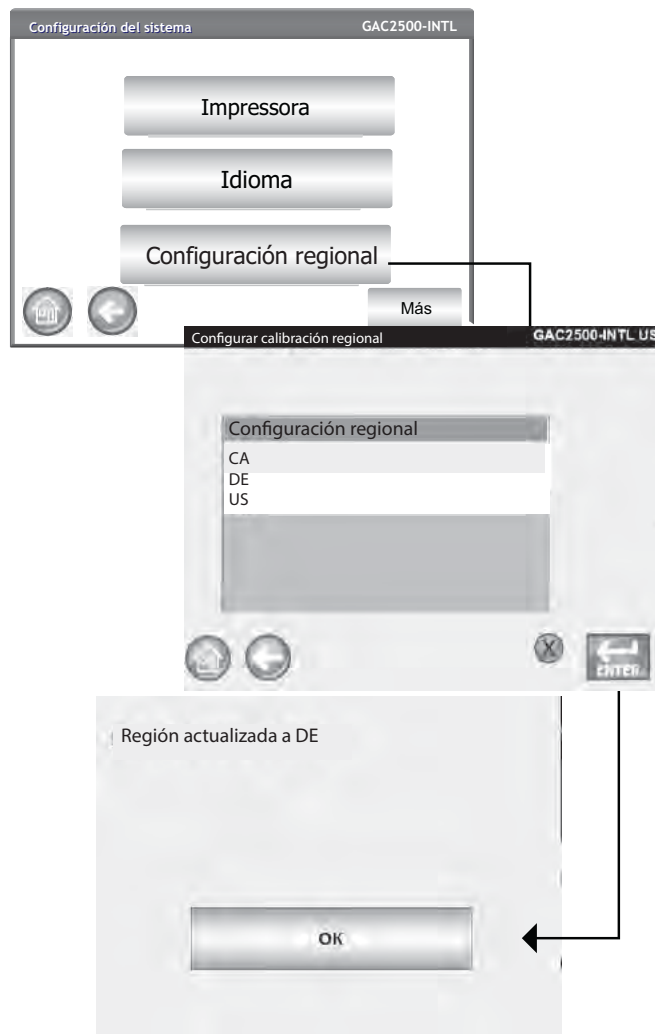 Configuración del sistema GAC2500-INTL
Impressora
Idioma
Configuración regional
Más
Configurar calibración regional GAC2500-INTL US
Configuración regional
CA
DE
US
X
ENTER
Región actualizada a DE
OK